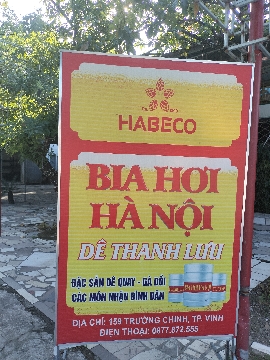 HABECO
BIA HƠI
HÀ NỘI
DÊ THANH LƯU
ĐẶC SẢN DÊ QUAY - GÀ ĐỒI
CÁC MÓN NHẬU BÌNH DÂN
ĐỊA CHỈ: 159 TRƯỜNG CHINH, TP. VINH
ĐIỆN THOẠI: 0977.872.555